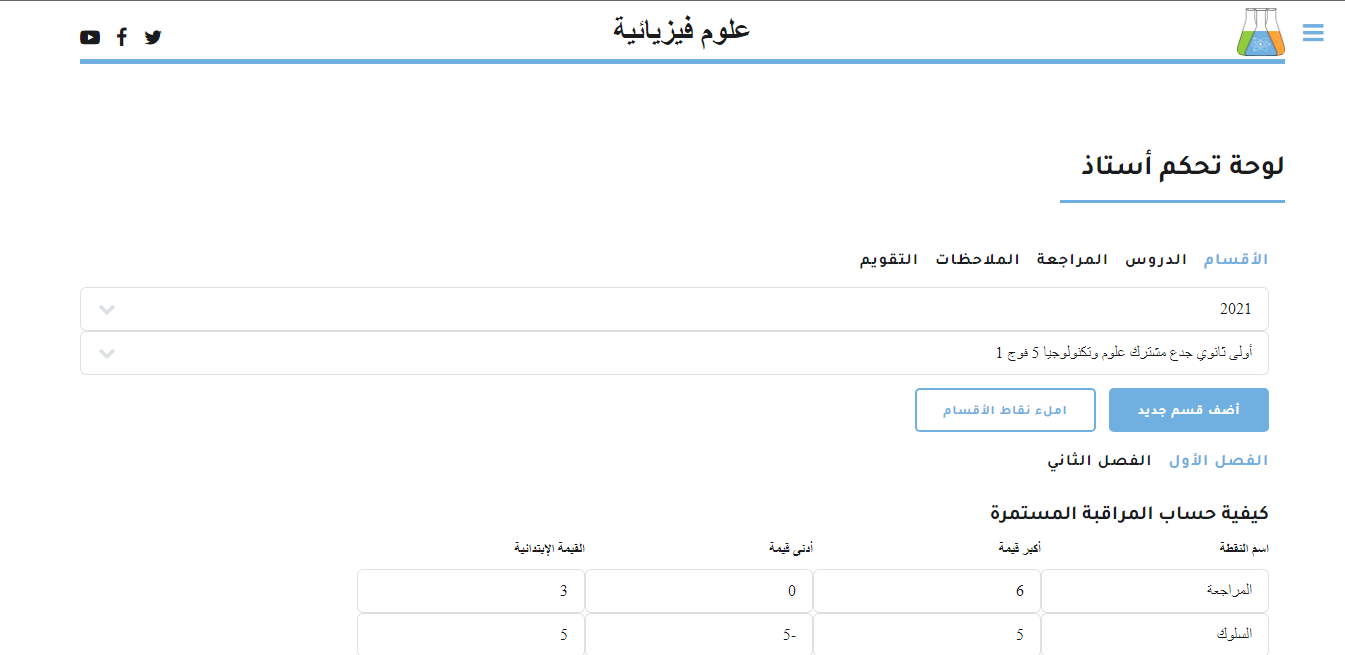 علوم فيزيائية
لوحة تحكم أستاذ
الأقسام الدروس المراجعة الملاحظات التقويم
2021
أولى ثانوي جدع مشترك علوم وتكنولوجيا 5 فوج 1
أضف قسم جديد املء نقاط الأقسام
الفصل الأول الفصل الثاني
كيفية حساب المراقبة المستمرة
اسم النقطة أكبر قيمة أدنى قيمة القيمة الإبتدائية
المراجعة 6 0 3
السلوك 5 -5 5